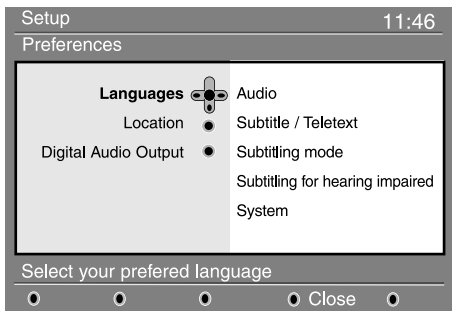 Setup 11:46
Preferences
Languages
Location
Digital Audio Output
Audio
Subtitle / Teletext
Subtitling mode
Subtitling for hearing impaired
System
Select your prefered language
Close